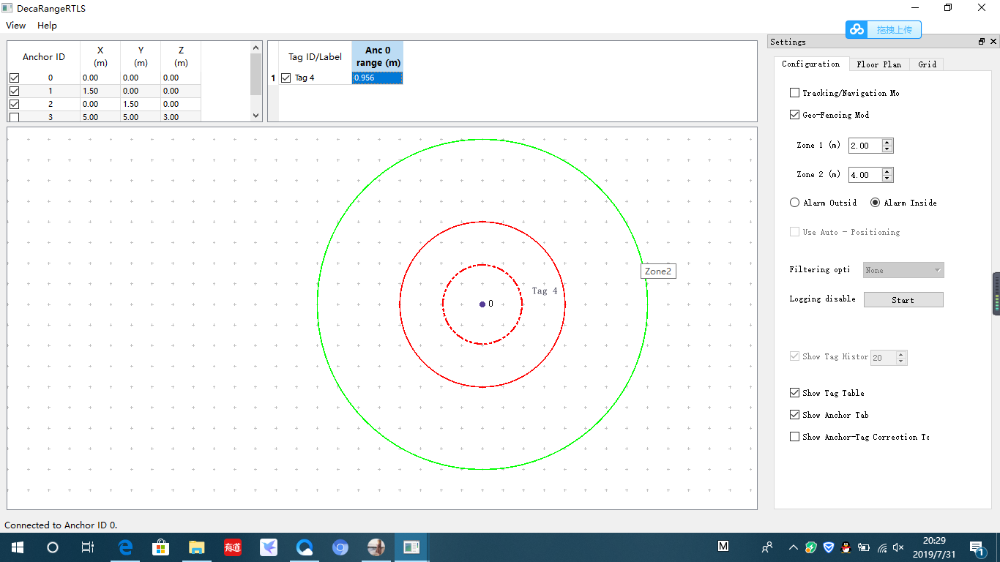 DecaRangeRTLS
View Help
拖拽上传
Anchor ID X (m) Y (m) Z (m)
0 0.00 0.00 0.00
1 1.50 0.00 0.00
2 0.00 1.50 0.00
3 5.00 5.00 3.00
Tag ID/Label Anc 0 range (m)
1 Tag 4 0.956
Zone2
Tag 4
0
Settings
Configuration Floor Plan Grid
Tracking/Navigation Mo
Geo-Fencing Mod
Zone 1 (m) 2.00
Zone 2 (m) 4.00
Alarm Outsid Alarm Inside
Use Auto - Positioning
Filtering opti None
Logging disable Start
Show Tag Histor 20
Show Tag Table
Show Anchor Tab
Show Anchor-Tag Correction Ta
Connected to Anchor ID 0.
有道
M
20:29
2019/7/31
1